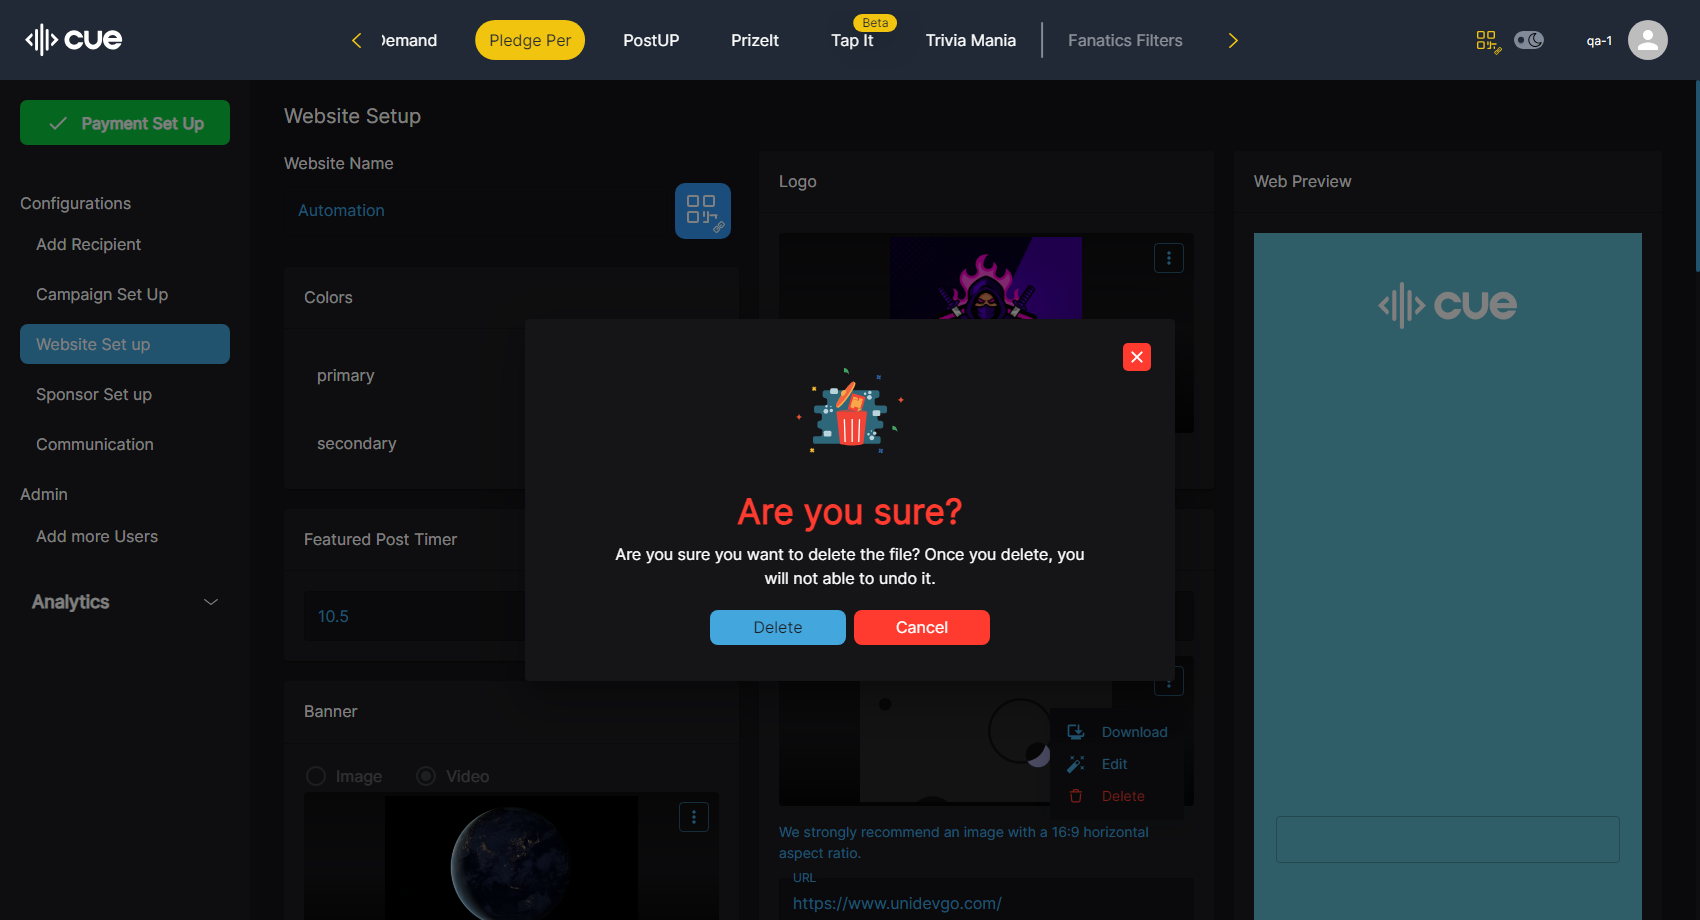 cue
Demand
Pledge Per
PostUP
PrizeIt
Beta
Tap It
Trivia Mania
Fanatics Filters
qa-1
Payment Set Up
Configurations
Add Recipient
Campaign Set Up
Website Set up
Sponsor Set up
Communication
Admin
Add more Users
Analytics
Website Setup
Website Name
Automation
Colors
primary
secondary
Featured Post Timer
10.5
Banner
Image
Video
Logo
Web Preview
cue
Are you sure?
Are you sure you want to delete the file? Once you delete, you
will not able to undo it.
Delete
Cancel
Download
Edit
Delete
We strongly recommend an image with a 16:9 horizontal
aspect ratio.
URL
https://www.unidevgo.com/